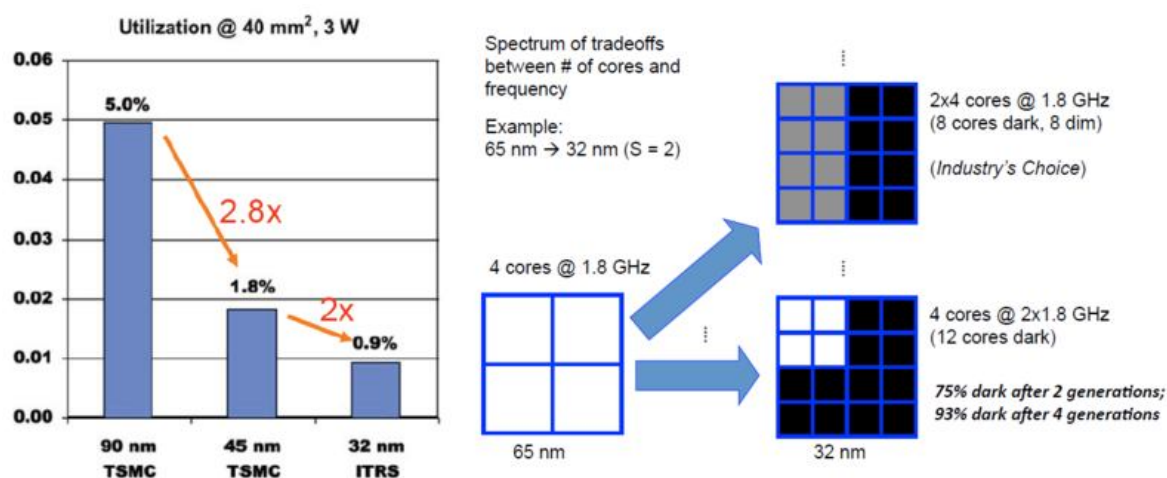 Utilization @ 40 mm², 3 W
0.06
0.05
0.04
0.03
0.02
0.01
0.00
5.0%
2.8x
1.8%
2x
0.9%
90 nm
TSMC
45 nm
TSMC
32 nm
ITRS
Spectrum of tradeoffs
between # of cores and
frequency
Example:
65 nm → 32 nm (S = 2)
4 cores @ 1.8 GHz
65 nm
2x4 cores @ 1.8 GHz
(8 cores dark, 8 dim)
(Industry's Choice)
4 cores @ 2x1.8 GHz
(12 cores dark)
75% dark after 2 generations;
93% dark after 4 generations
32 nm